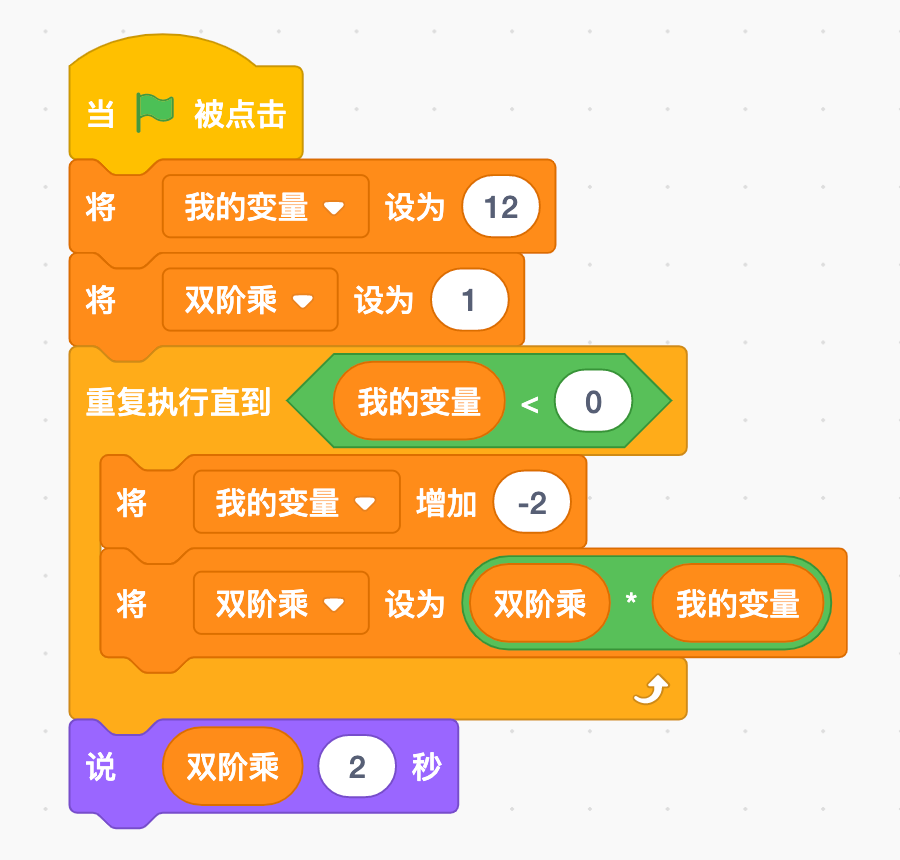 当 被点击
将 我的变量 设为 12
将 双阶乘 设为 1
重复执行直到 我的变量 < 0
将 我的变量 增加 -2
将 双阶乘 设为 双阶乘 * 我的变量
说 双阶乘 2 秒